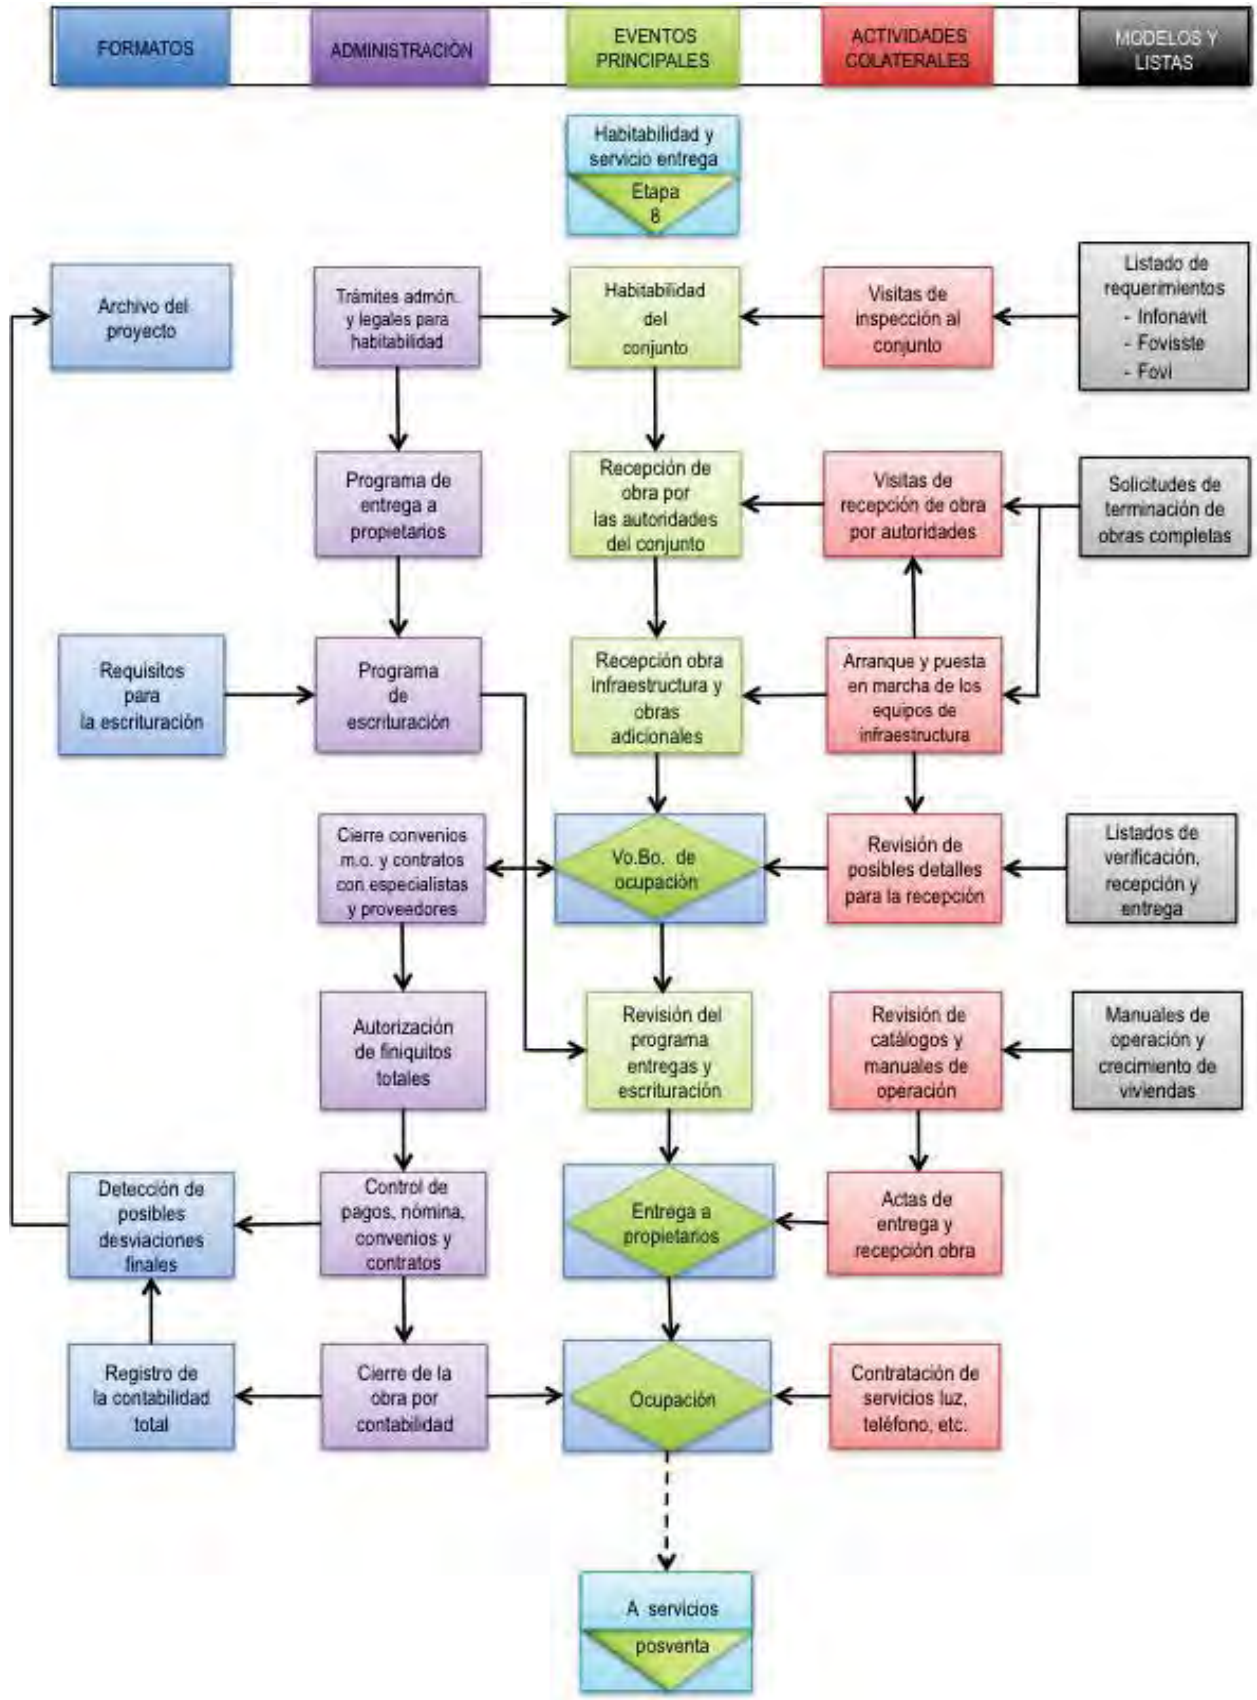 FORMATOS
ADMINISTRACIÓN
EVENTOS
PRINCIPALES
ACTIVIDADES
COLATERALES
MODELOS Y
LISTAS
Habitabilidad y
servicio entrega
Etapa
8
Archivo del
proyecto
Trámites admón.
y legales para
habitabilidad
Habitabilidad
del
conjunto
Visitas de
inspección al
conjunto
Listado de
requerimientos
- Infonavit
- Fovisste
- Fovi
Programa de
entrega a
propietarios
Recepción de
obra por
las autoridades
del conjunto
Visitas de
recepción de obra
por autoridades
Solicitudes de
terminación de
obras completas
Requisitos
para
la escrituración
Programa
de
escrituración
Recepción obra
infraestructura y
obras
adicionales
Arranque y puesta
en marcha de los
equipos de
infraestructura
Cierre convenios
m.o. y contratos
con especialistas
y proveedores
Vo.Bo. de
ocupación
Revisión de
posibles detalles
para la recepción
Listados de
verificación,
recepción y
entrega
Autorización
de finiquitos
totales
Revisión del
programa
entregas y
escrituración
Revisión de
catálogos y
manuales de
operación
Manuales de
operación y
crecimiento de
viviendas
Detección de
posibles
desviaciones
finales
Control de
pagos, nómina,
convenios y
contratos
Entrega a
propietarios
Actas de
entrega y
recepción obra
Registro de
la contabilidad
total
Cierre de la
obra por
contabilidad
Ocupación
Contratación de
servicios luz,
teléfono, etc.
A servicios
posventa